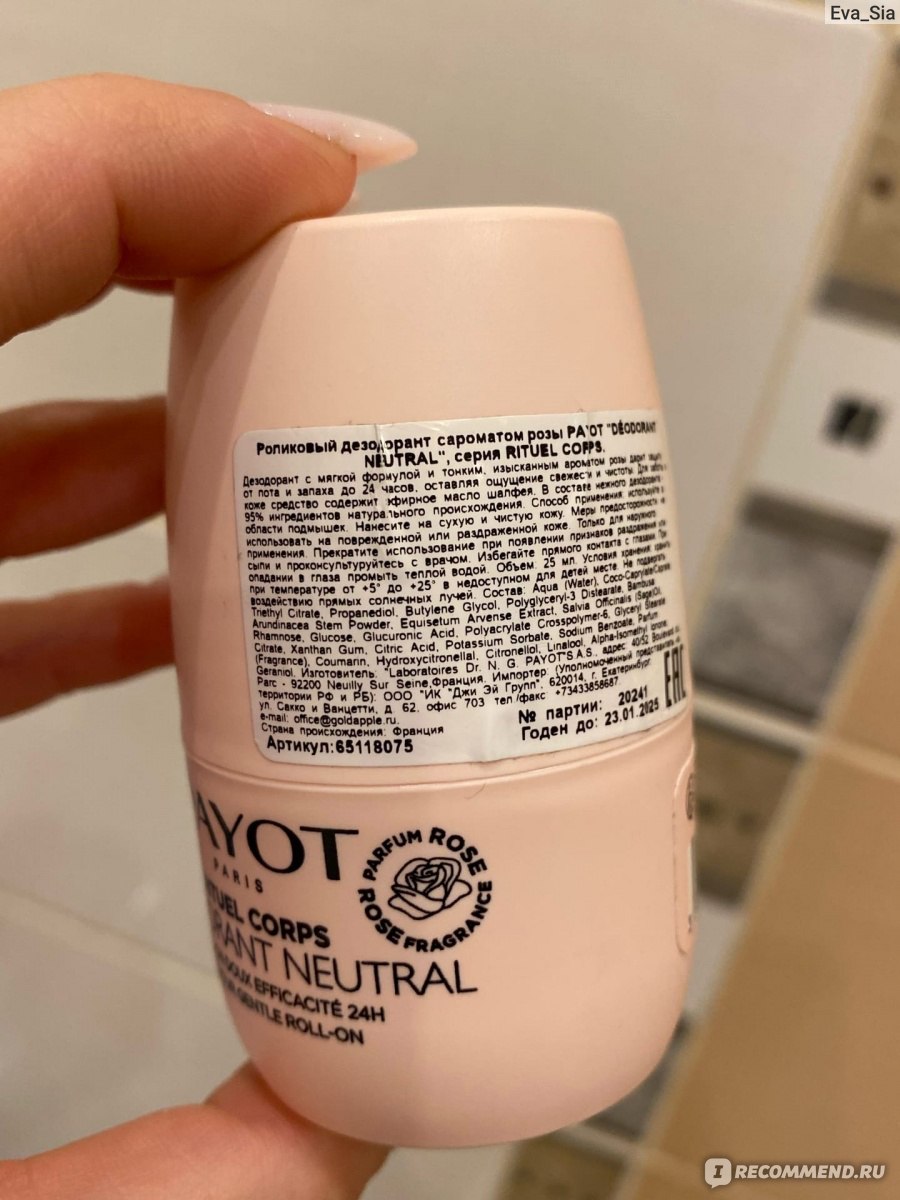 Eva_Sia
Роликовый дезодорант сароматом розы PAYOT "DÉODORANT
NEUTRAL", серия RITUEL CORPS.
Дезодорант с мягкой формулой и тонким, изысканным ароматом розы дарит защиту
от пота и запаха до 24 часов, оставляя ощущение свежести и чистоты. Для заботы о
коже средство содержит эфирное масло шалфея. В составе нежного дезодоранта -
95% ингредиентов натурального происхождения. Способ применения: используйте в
области подмышек. Нанесите на сухую и чистую кожу. Меры предосторожности: не
использовать на поврежденной или раздраженной коже. Только для наружного
применения. Прекратите использование при появлении признаков раздражения или
сыпи и проконсультируйтесь с врачом. Избегайте прямого контакта с глазами. При
опадании в глаза промыть теплой водой. Объем: 25 мл. Условия хранения: хранить
при температуре от +5° до +25° в недоступном для детей месте. Не подвергать
воздействию прямых солнечных лучей. Состав: Aqua (Water), Coco-Caprylate/Caprate,
Triethyl Citrate, Propanediol, Butylene Glycol, Polyglyceryl-3 Distearate, Bambusa
Arundinacea Stem Powder, Equisetum Arvense Extract, Salvia Officinalis (Sage)Oil,
Rhamnose, Glucose, Glucuronic Acid, Polyacrylate Crosspolymer-6, Glyceryl Stearate
Citrate, Xanthan Gum, Citric Acid, Potassium Sorbate, Sodium Benzoate, Parfum
(Fragrance), Coumarin, Hydroxycitronellal, Citronellol, Linalool, Alpha-Isomethyl Ionone,
Geraniol. Изготовитель: "Laboratoires Dr. N. G. PAYOT"S.A.S., адрес: 40/52 Boulevard du
Parc - 92200 Neuilly Sur Seine,Франция. Импортер: (Уполномоченный представитель на
территории РФ и РБ): ООО "ИК "Джи Эй Групп", 620014, г. Екатеринбург,
ул. Сакко и Ванцетти, д. 62, офис 703 тел/факс +73433858687
e-mail: office@goldapple.ru.
Страна происхождения: Франция
Артикул:65118075
№ партии: 20241
Годен до: 23.01.2025
EAC
AYOT
PARIS
RITUEL CORPS
RANT NEUTRAL
DOUX EFFICACITÉ 24H
GENTLE ROLL-ON
PARFUM ROSE
ROSE FRAGRANCE
IRECOMMEND.RU